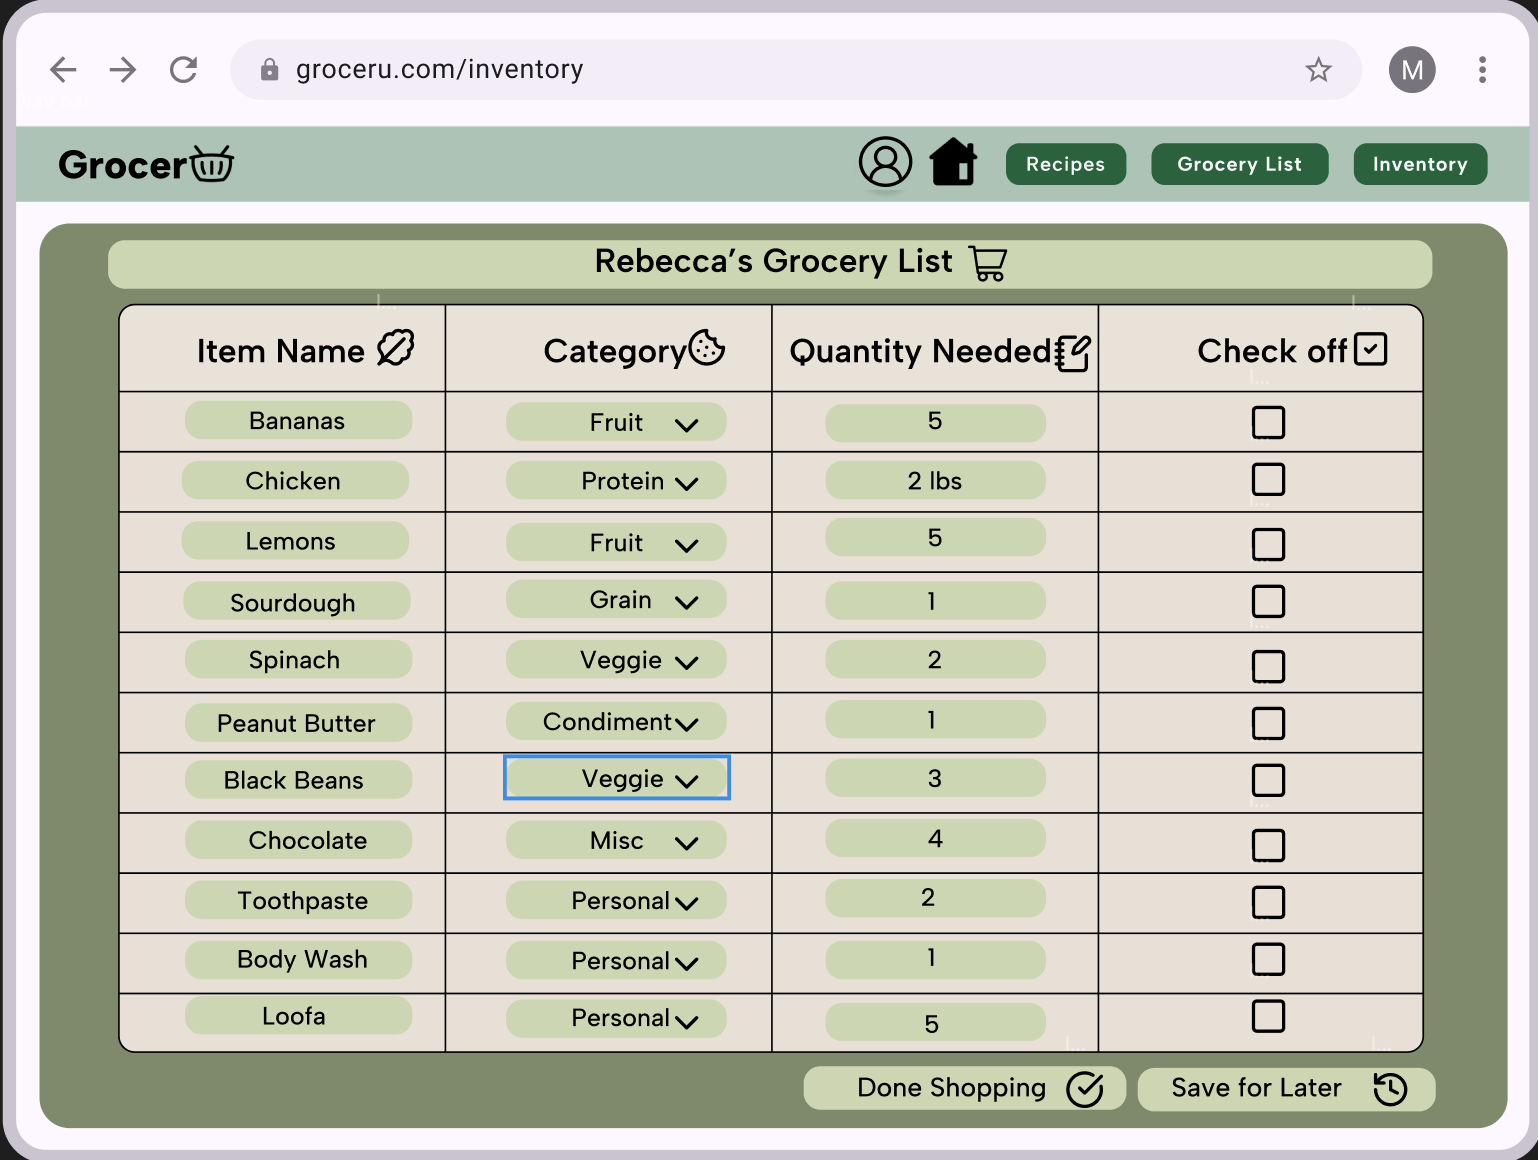 groceru.com/inventory
M
Grocer
Recipes
Grocery List
Inventory
Rebecca’s Grocery List
Item Name Category Quantity Needed Check off
Bananas Fruit 5
Chicken Protein 2 lbs
Lemons Fruit 5
Sourdough Grain 1
Spinach Veggie 2
Peanut Butter Condiment 1
Black Beans Veggie 3
Chocolate Misc 4
Toothpaste Personal 2
Body Wash Personal 1
Loofa Personal 5
Done Shopping
Save for Later